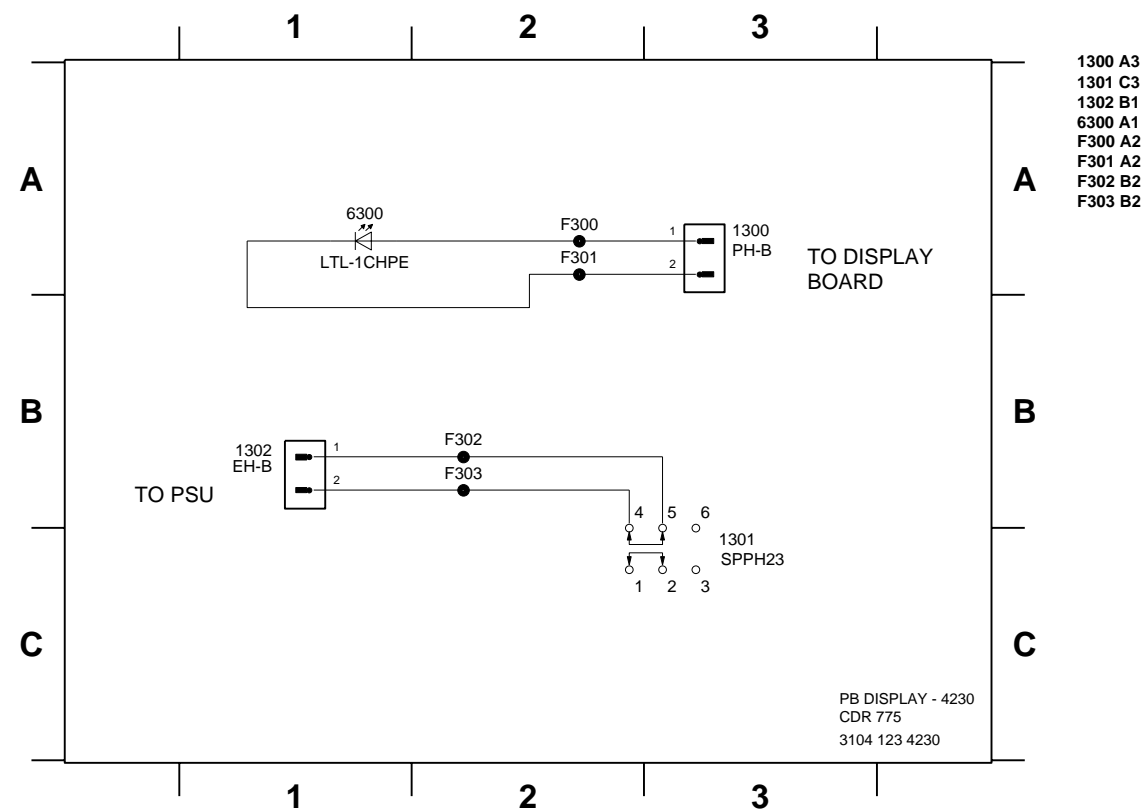 1 2 3
1300 A3
1301 C3
1302 B1
6300 A1
F300 A2
F301 A2
F302 B2
F303 B2
A A
6300
LTL-1CHPE
F300
F301
1
2
1300
PH-B
TO DISPLAY
BOARD
B B
1302
EH-B
TO PSU
1
2
F302
F303
4 5 6
1301
SPPH23
1 2 3
C C
PB DISPLAY - 4230
CDR 775
3104 123 4230
1 2 3